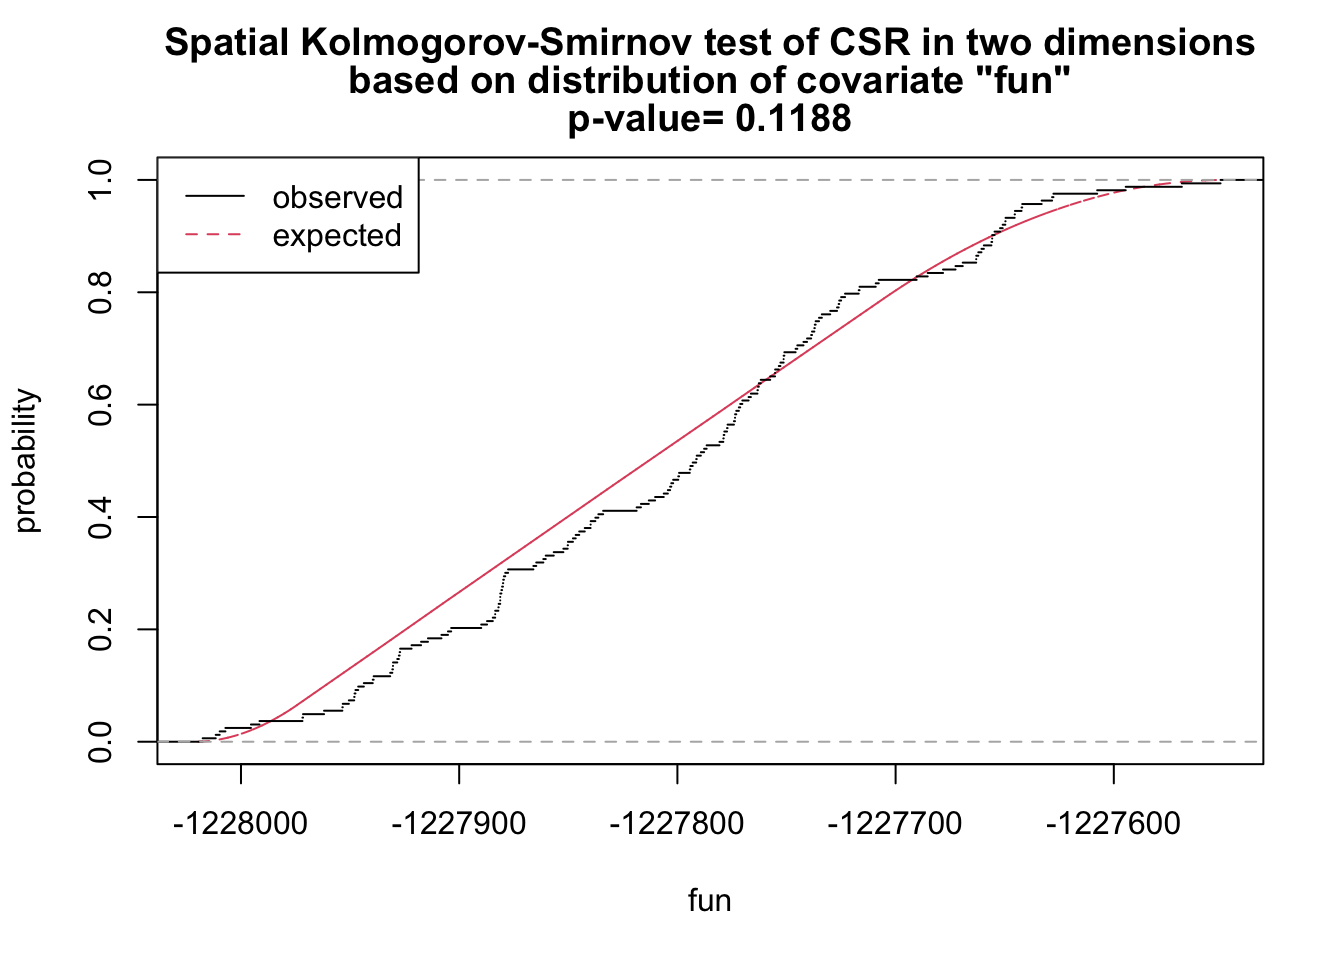 Spatial Kolmogorov-Smirnov test of CSR in two dimensions
based on distribution of covariate "fun"
p-value= 0.1188
observed
expected
probability
1.0
0.8
0.6
0.4
0.2
0.0
-1228000 -1227900 -1227800 -1227700 -1227600
fun